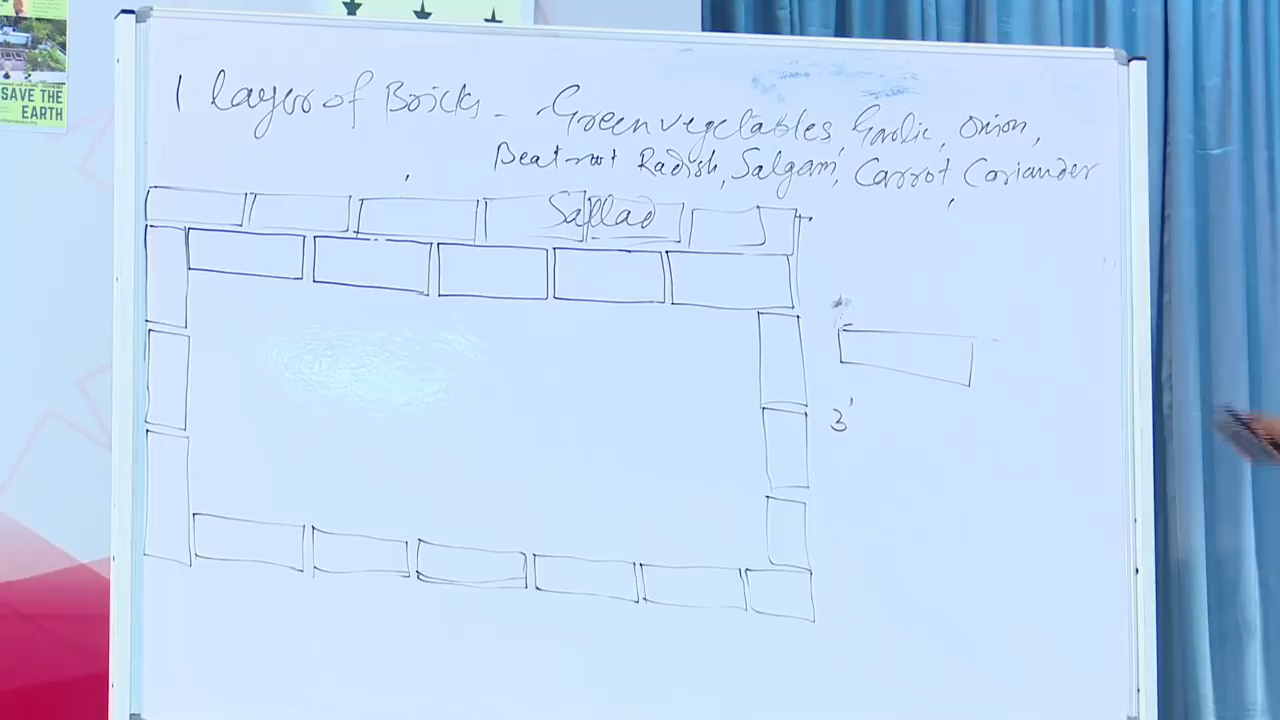 SAVE THE
EARTH
1 layer of Bricks - Green vegetables, Garlic, Onion,
Beatroot Radish, Salgam, Carrot, Coriander
Sallad
3'